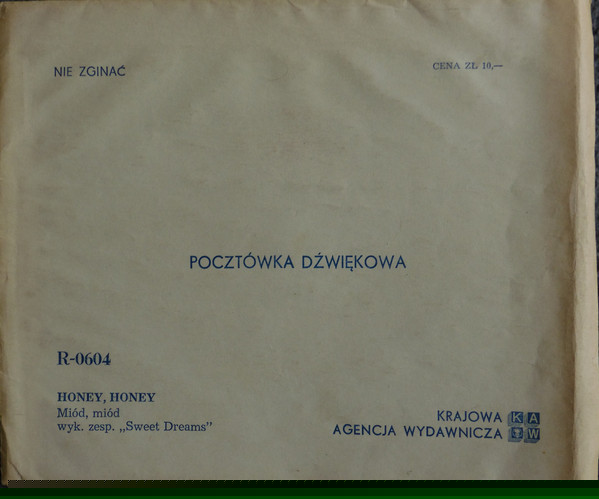 NIE ZGINAĆ
CENA ZŁ 10,—
POCZTÓWKA DŹWIĘKOWA
R-0604
HONEY, HONEY
Miód, miód
wyk. zesp. „Sweet Dreams"
KRAJOWA KA
AGENCJA WYDAWNICZA W